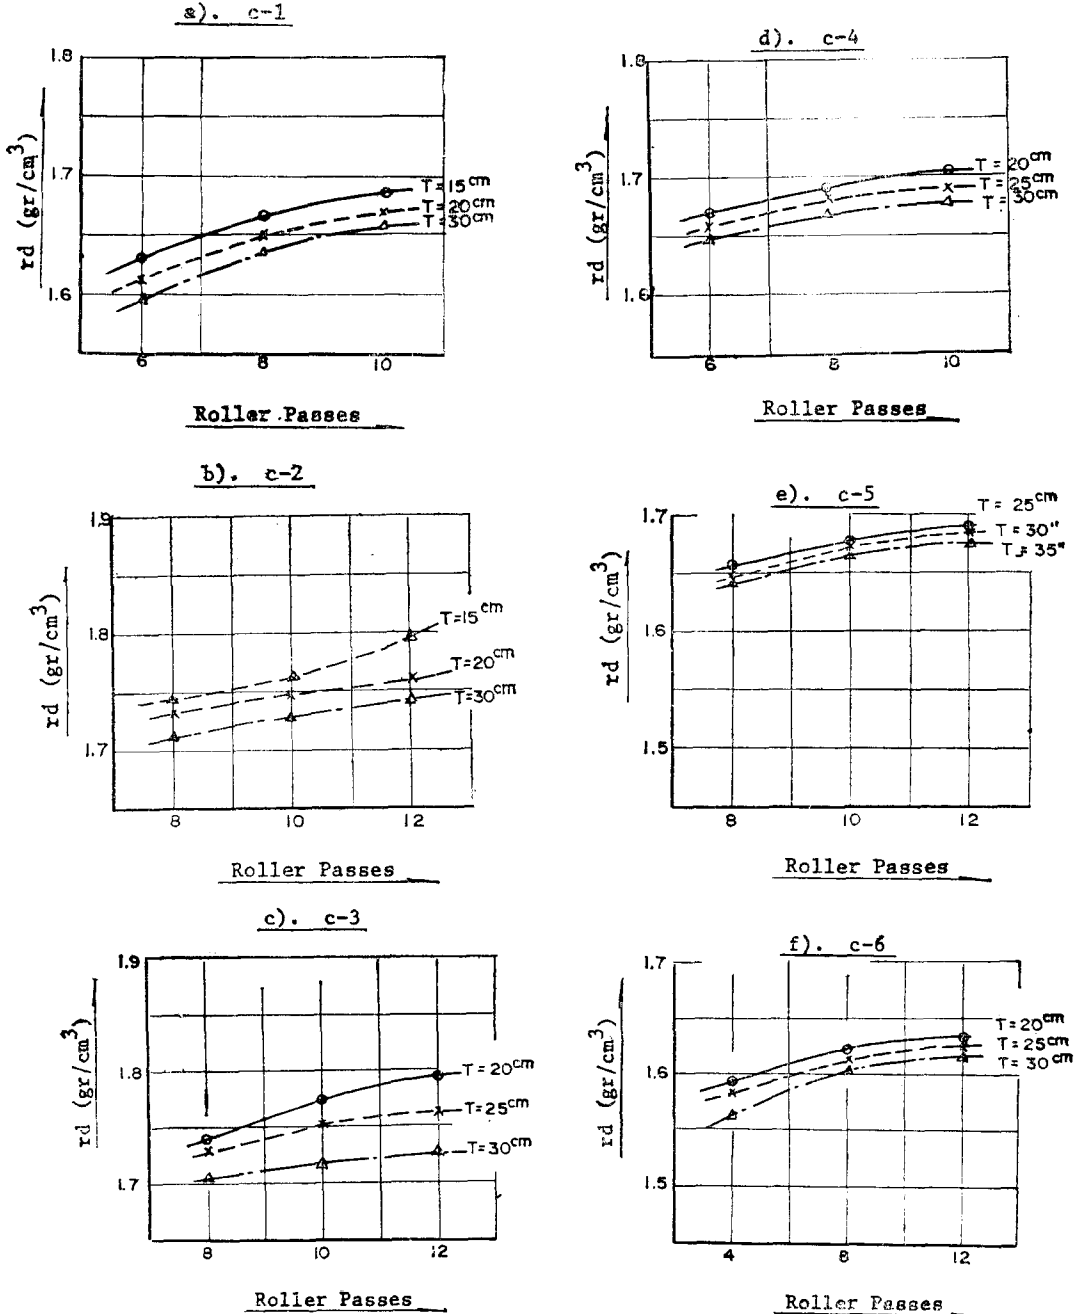 a). c-1
1.8
1.7
1.6
rd (gr/cm³)
T=15cm
T=20cm
T=30cm
6 8 10
Roller Passes
b). c-2
1.9
1.8
1.7
rd (gr/cm³)
T=15cm
T=20cm
T=30cm
8 10 12
Roller Passes
c). c-3
1.9
1.8
1.7
rd (gr/cm³)
T=20cm
T=25cm
T=30cm
8 10 12
Roller Passes
d). c-4
1.8
1.7
1.6
rd (gr/cm³)
T=20cm
T=25cm
T=30cm
6 8 10
Roller Passes
e). c-5
1.7
1.6
1.5
rd (gr/cm³)
T= 25cm
T= 30"
T= 35"
8 10 12
Roller Passes
f). c-6
1.7
1.6
1.5
rd (gr/cm³)
T=20cm
T=25cm
T=30cm
4 8 12
Roller Passes